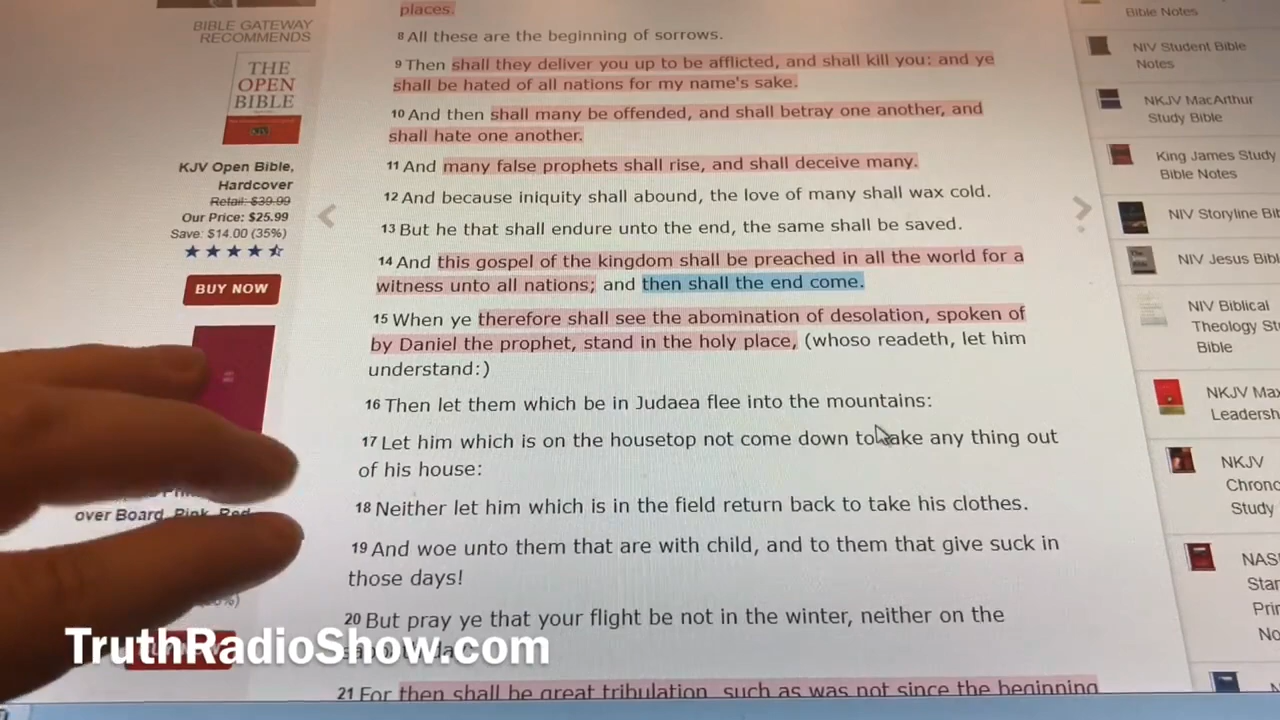 places.
BIBLE GATEWAY
RECOMMENDS
THE
OPEN
BIBLE
KJV Open Bible,
Hardcover
Retail: $39.99
Our Price: $25.99
Save: $14.00 (35%)
BUY NOW
over Board, Pink, Red
8 All these are the beginning of sorrows.
9 Then shall they deliver you up to be afflicted, and shall kill you: and ye
shall be hated of all nations for my name's sake.
10 And then shall many be offended, and shall betray one another, and
shall hate one another.
11 And many false prophets shall rise, and shall deceive many.
12 And because iniquity shall abound, the love of many shall wax cold.
13 But he that shall endure unto the end, the same shall be saved.
14 And this gospel of the kingdom shall be preached in all the world for a
witness unto all nations; and then shall the end come.
15 When ye therefore shall see the abomination of desolation, spoken of
by Daniel the prophet, stand in the holy place, (whoso readeth, let him
understand:)
16 Then let them which be in Judaea flee into the mountains:
17 Let him which is on the housetop not come down to take any thing out
of his house:
18 Neither let him which is in the field return back to take his clothes.
19 And woe unto them that are with child, and to them that give suck in
those days!
20 But pray ye that your flight be not in the winter, neither on the
21 For then shall be great tribulation, such as was not since the beginning
Bible Notes
NIV Student Bible
Notes
NKJV MacArthur
Study Bible
King James Study
Bible Notes
NIV Storyline
NIV Jesus
NIV Biblical
Theology
Bible
NKJV
NKJV
Study
TruthRadioShow.com